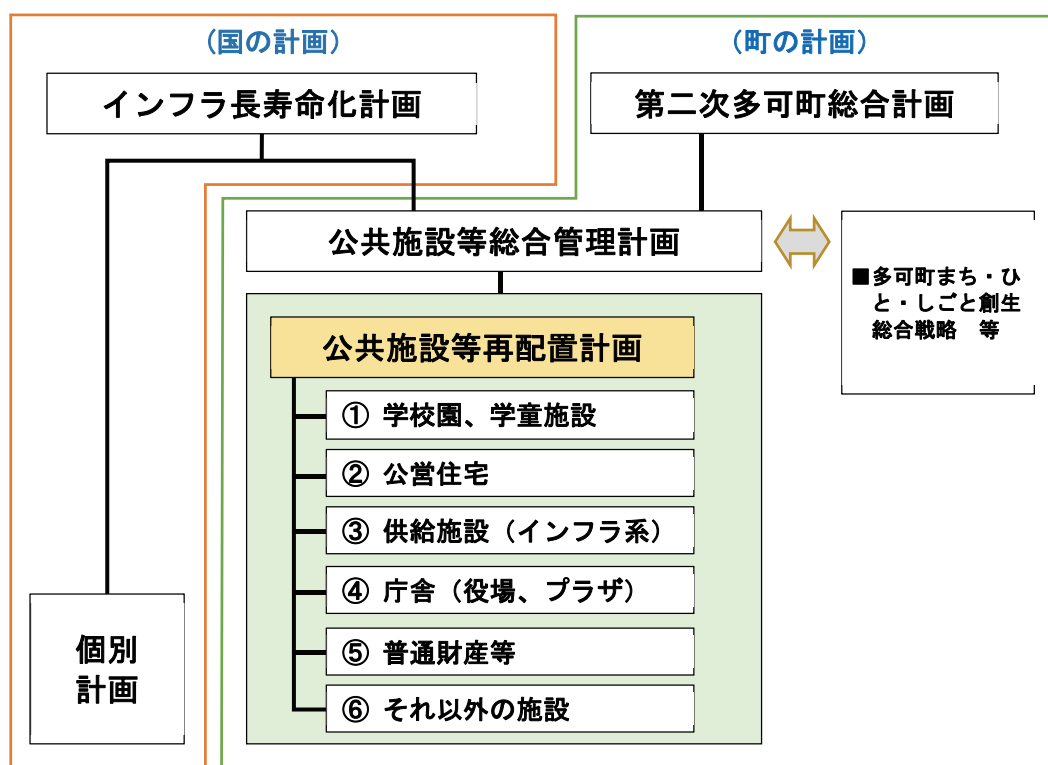 (国の計画)
(町の計画)
インフラ長寿命化計画
第二次多可町総合計画
公共施設等総合管理計画
■多可町まち・ひ
と・しごと創生
総合戦略　等
公共施設等再配置計画
① 学校園、学童施設
② 公営住宅
③ 供給施設（インフラ系）
④ 庁舎（役場、プラザ）
⑤ 普通財産等
⑥ それ以外の施設
個別
計画